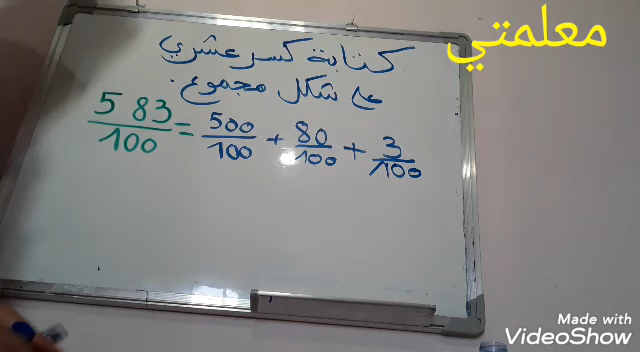 معلمتي
كتابة كسر عشري
على شكل مجموع.
583/100 = 500/100 + 80/100 + 3/100
Made with
VideoShow